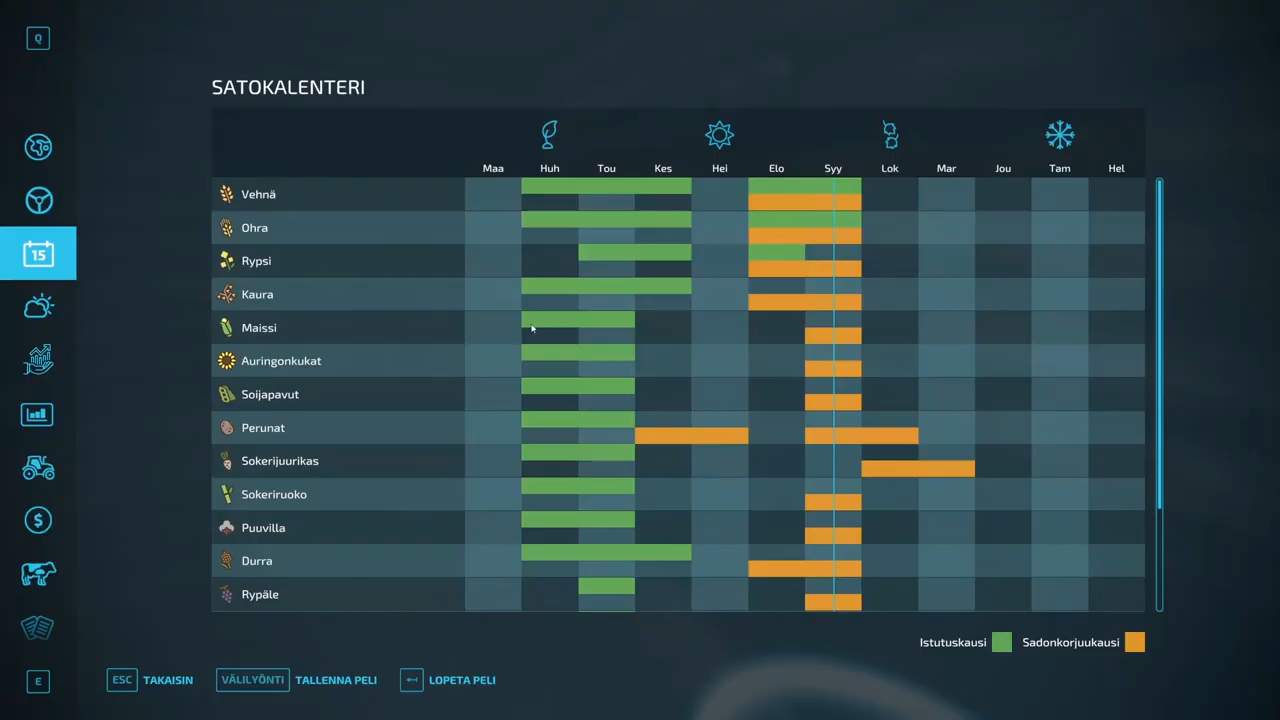 Q
SATOKALENTERI
Maa Huh Tou Kes Hei Elo Syy Lok Mar Jou Tam Hel
Vehnä
Ohra
15
Rypsi
Kaura
Maissi
Auringonkukat
Soijapavut
Perunat
Sokerijuurikas
Sokeriruoko
$
Puuvilla
Durra
Rypäle
Istutuskausi Sadonkorjuukausi
E
ESC TAKAISIN VÄLILYÖNTI TALLENNA PELI LOPETA PELI